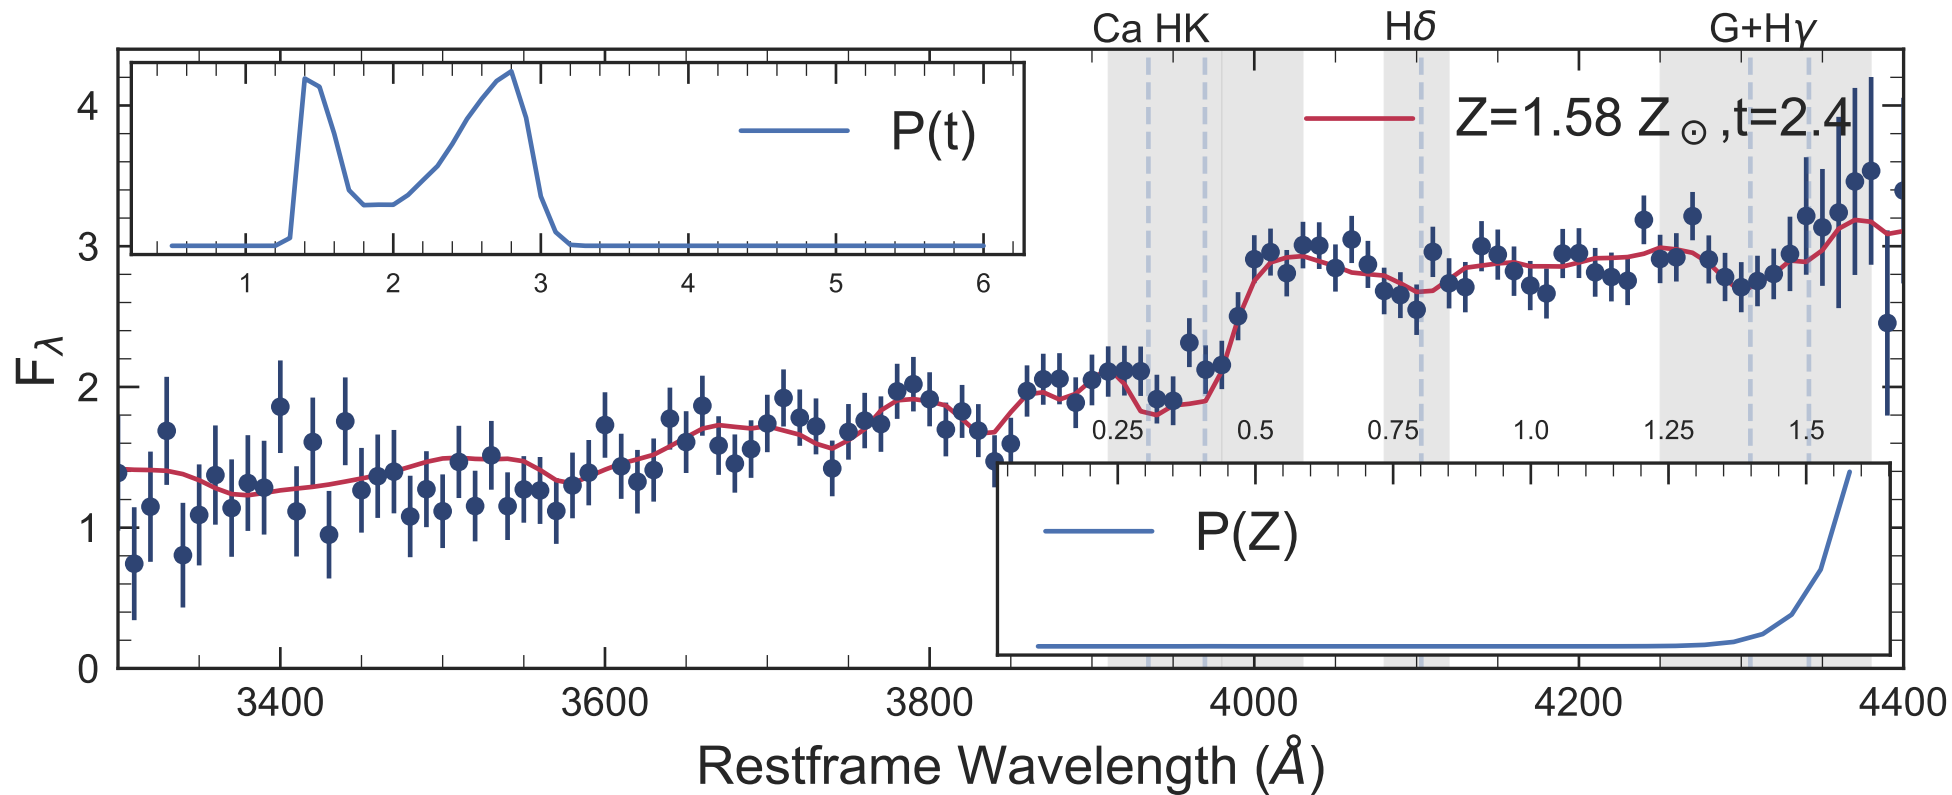 Ca HK Hδ G+Hγ
4
3
2
1
0
F λ
P(t)
1 2 3 4 5 6
Z=1.58 Z⊙,t=2.4
0.25 0.5 0.75 1.0 1.25 1.5
P(Z)
3400 3600 3800 4000 4200 4400
Restframe Wavelength (Å)